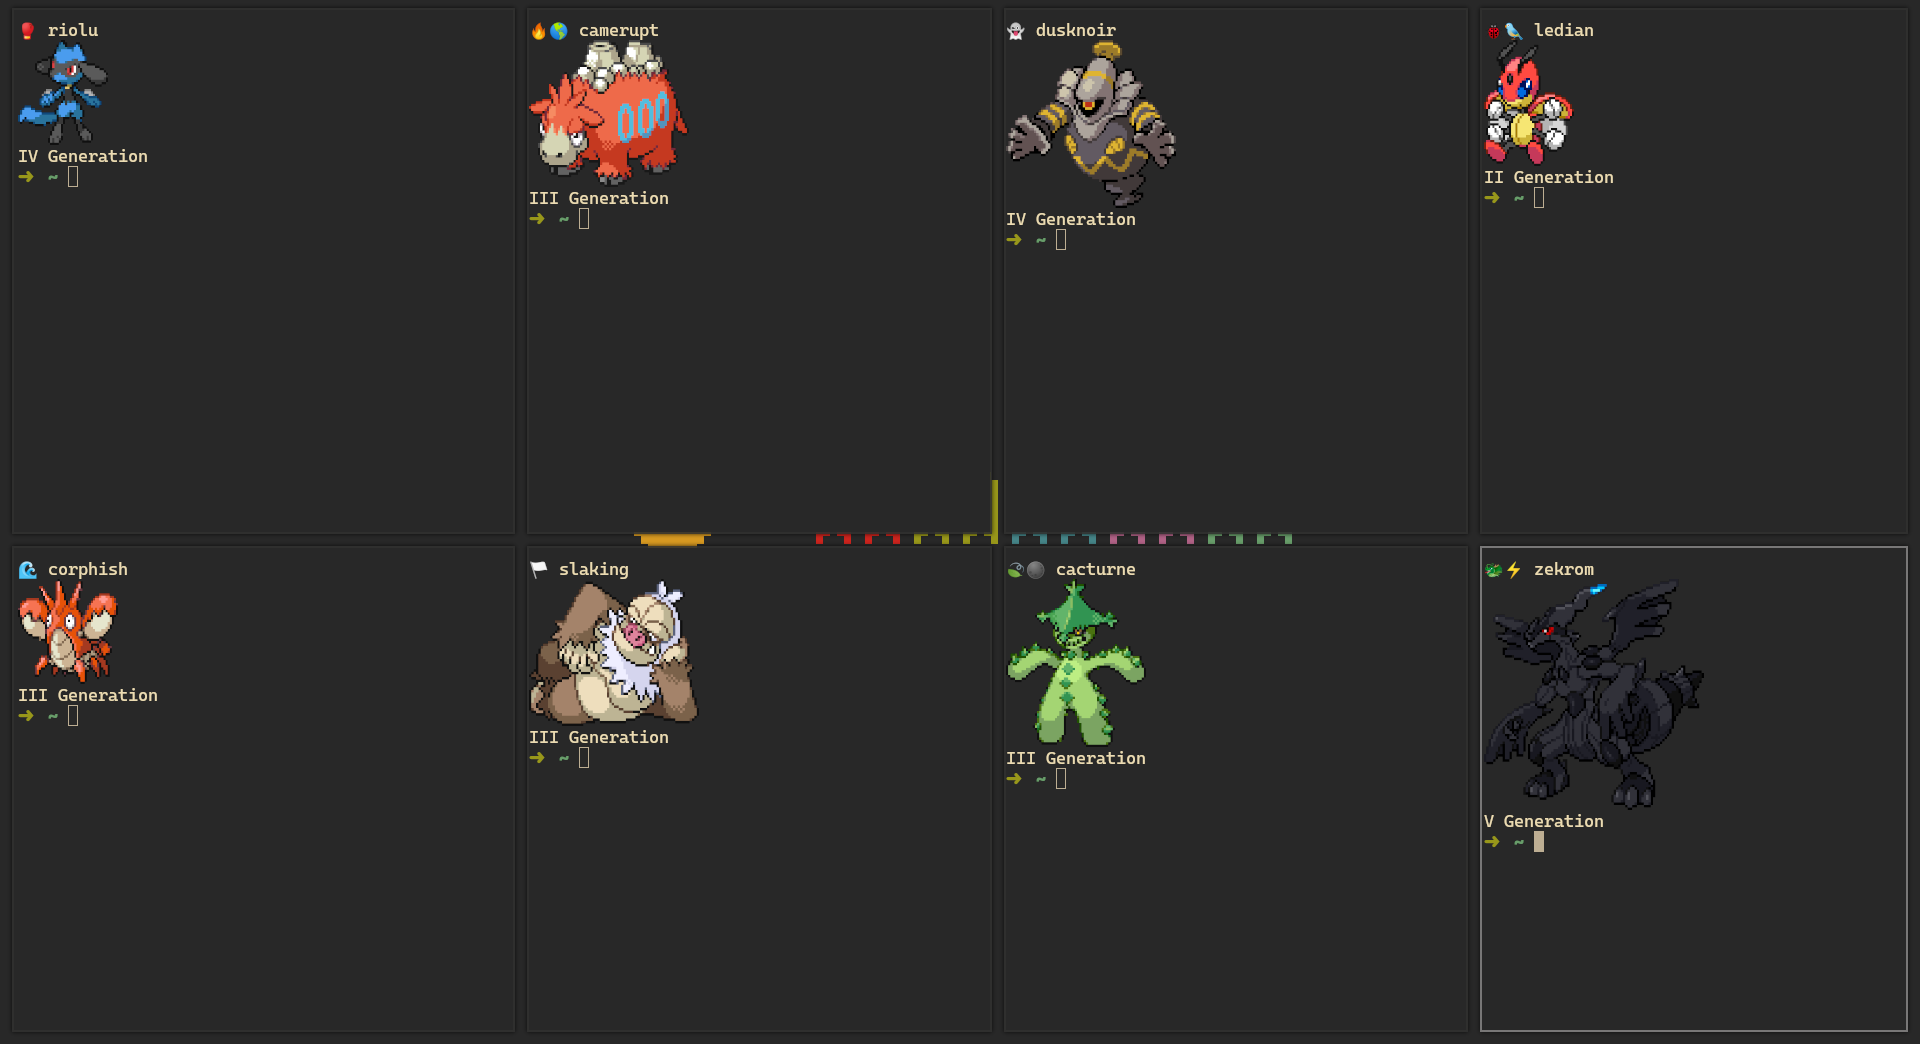 riolu
IV Generation
➜ ~
camerupt
III Generation
➜ ~
dusknoir
IV Generation
➜ ~
ledian
II Generation
➜ ~
corphish
III Generation
➜ ~
slaking
III Generation
➜ ~
cacturne
III Generation
➜ ~
zekrom
V Generation
➜ ~